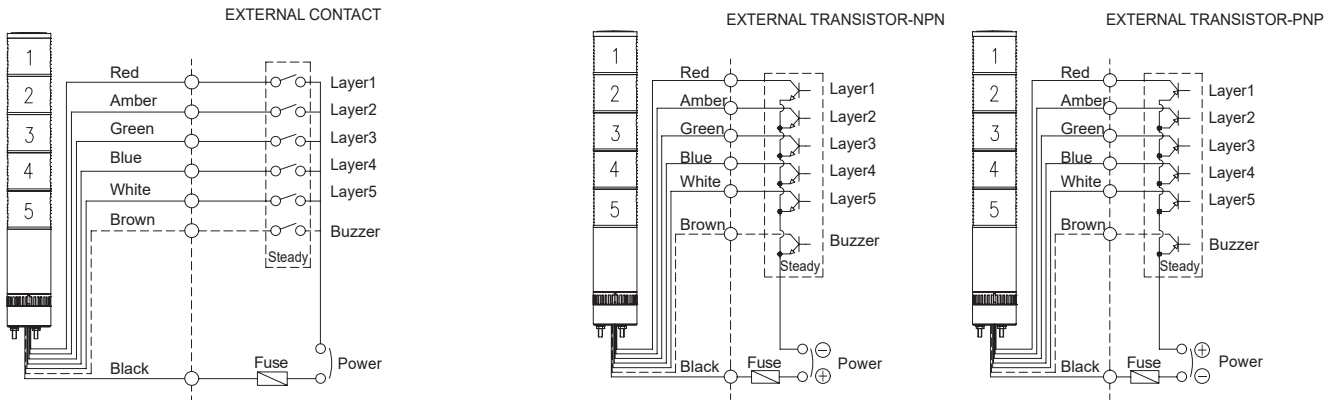 EXTERNAL CONTACT
1
2
3
4
5
Red
Amber
Green
Blue
White
Brown
Black
Layer1
Layer2
Layer3
Layer4
Layer5
Buzzer
Steady
Fuse
Power
EXTERNAL TRANSISTOR-NPN
1
2
3
4
5
Red
Amber
Green
Blue
White
Brown
Black
Layer1
Layer2
Layer3
Layer4
Layer5
Buzzer
Steady
Fuse
−
+
Power
EXTERNAL TRANSISTOR-PNP
1
2
3
4
5
Red
Amber
Green
Blue
White
Brown
Black
Layer1
Layer2
Layer3
Layer4
Layer5
Buzzer
Steady
Fuse
+
−
Power